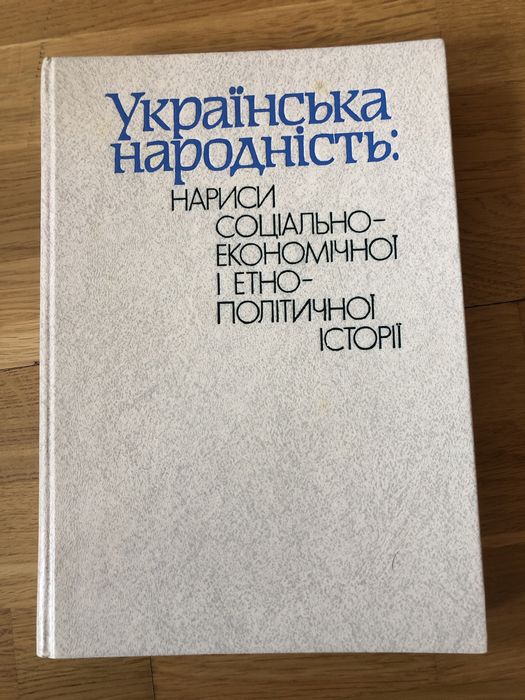 Українська
народність:
НАРИСИ
СОЦІАЛЬНО-
ЕКОНОМІЧНОЇ
І ЕТНО-
ПОЛІТИЧНОЇ
ІСТОРІЇ